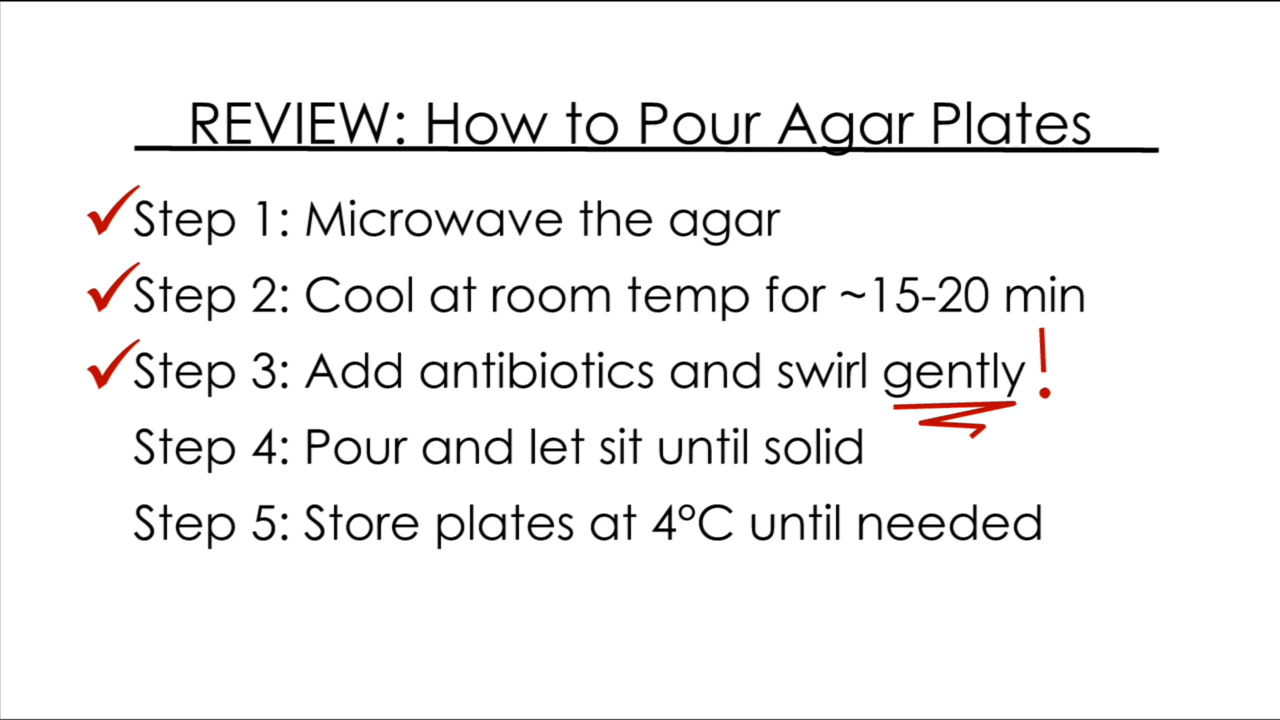 REVIEW: How to Pour Agar Plates
Step 1: Microwave the agar
Step 2: Cool at room temp for ~15-20 min
Step 3: Add antibiotics and swirl gently!
Step 4: Pour and let sit until solid
Step 5: Store plates at 4°C until needed